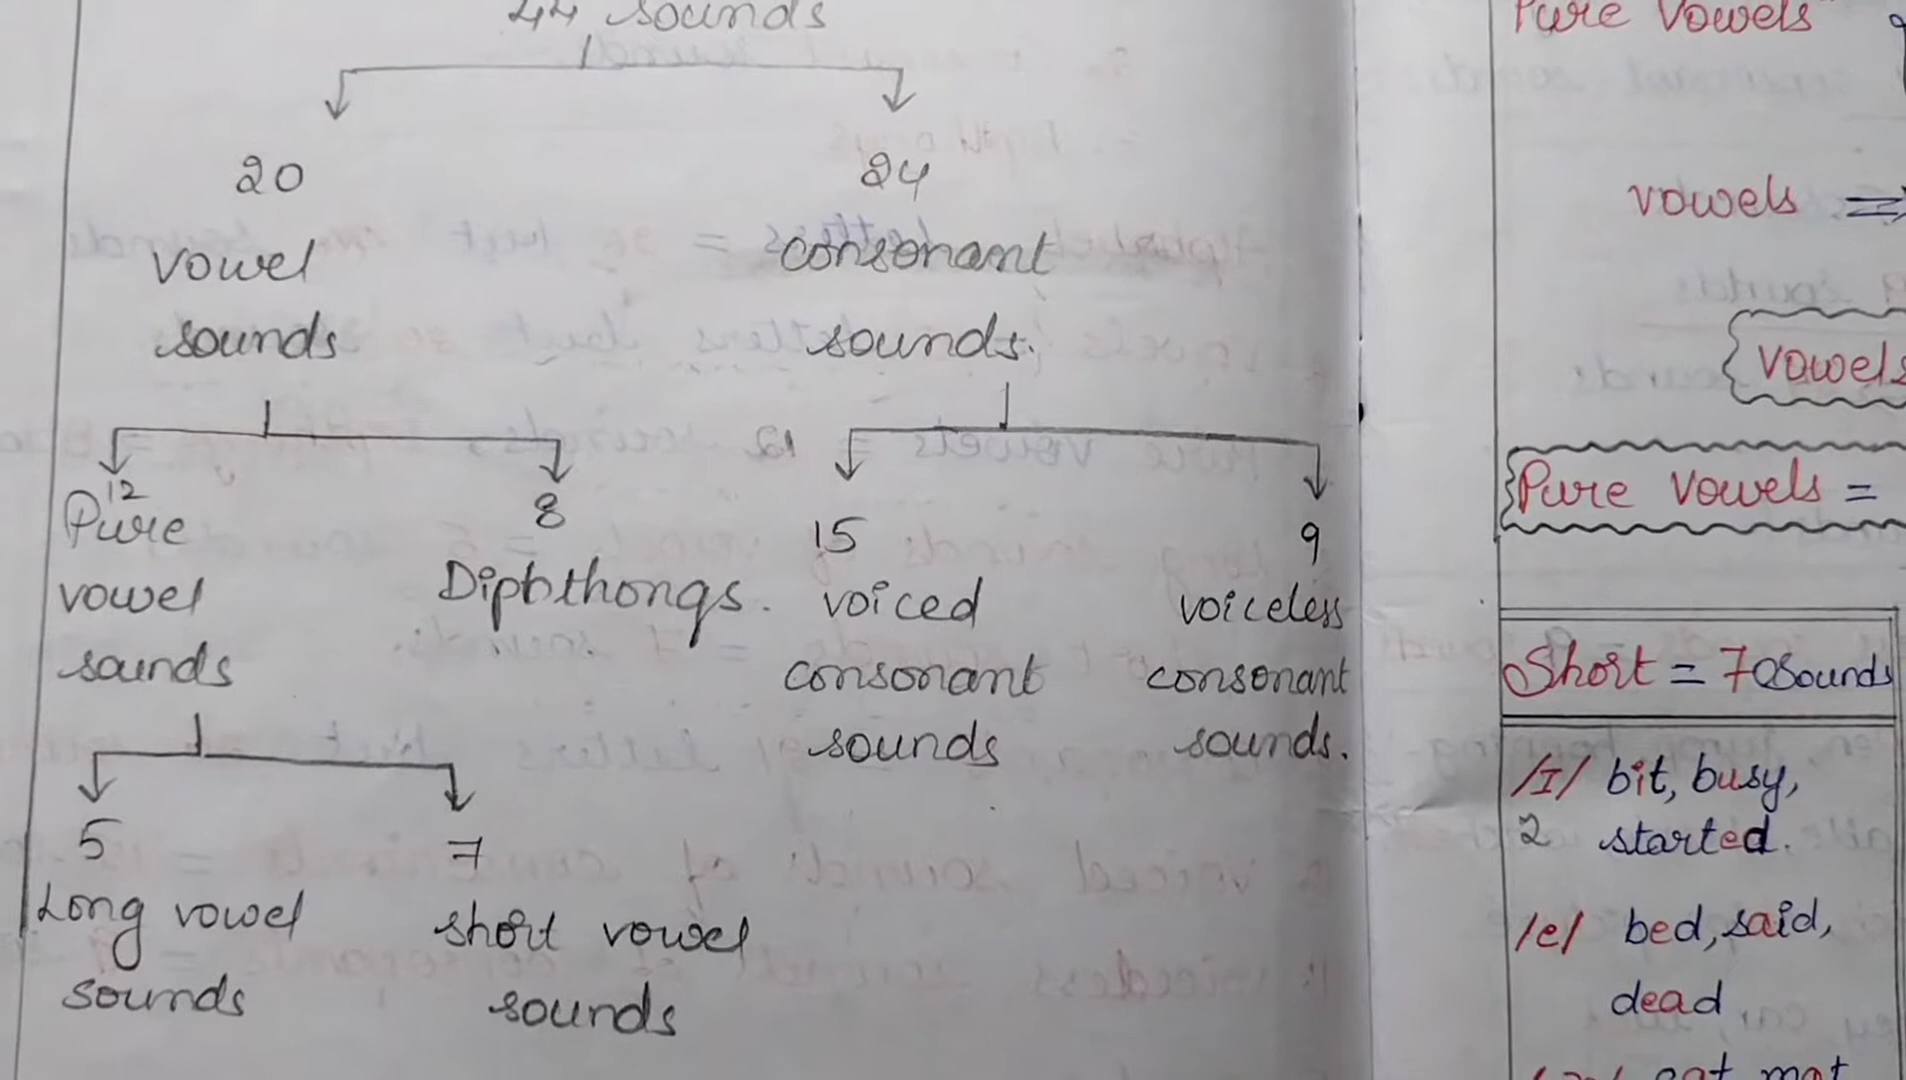 44 sounds
20
vowel
sounds
24
consonant
sounds.
12
Pure
vowel
sounds
8
Diphthongs.
15
voiced
consonant
sounds
9
voiceless
consonant
sounds.
5
Long vowel
sounds
7
short vowel
sounds
Pure Vowels
vowels =>
Vowels
Pure Vowels =
Short = 7 Sounds
/I/ bit, busy,
2 started.
/e/ bed, said,
dead
mat